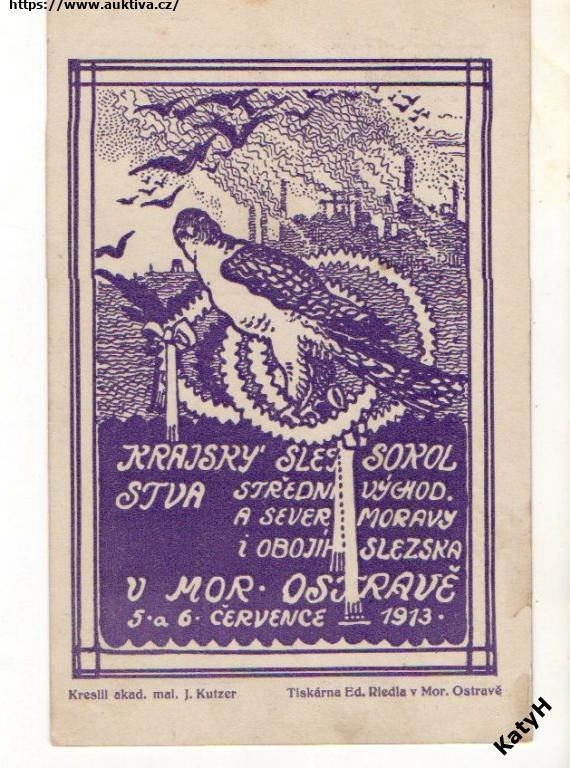 https://www.auktiva.cz/
KRAJSKÝ SLET SOKOL
STVA STŘEDNÍ VÝCHOD.
A SEVER MORAVY
i OBOJÍH SLEZSKA
V MOR. OSTRAVĚ
5. a 6. ČERVENCE 1913.
Kreslil akad. mal. J. Kutzer Tiskárna Ed. Riedla v Mor. Ostravě
KatyH